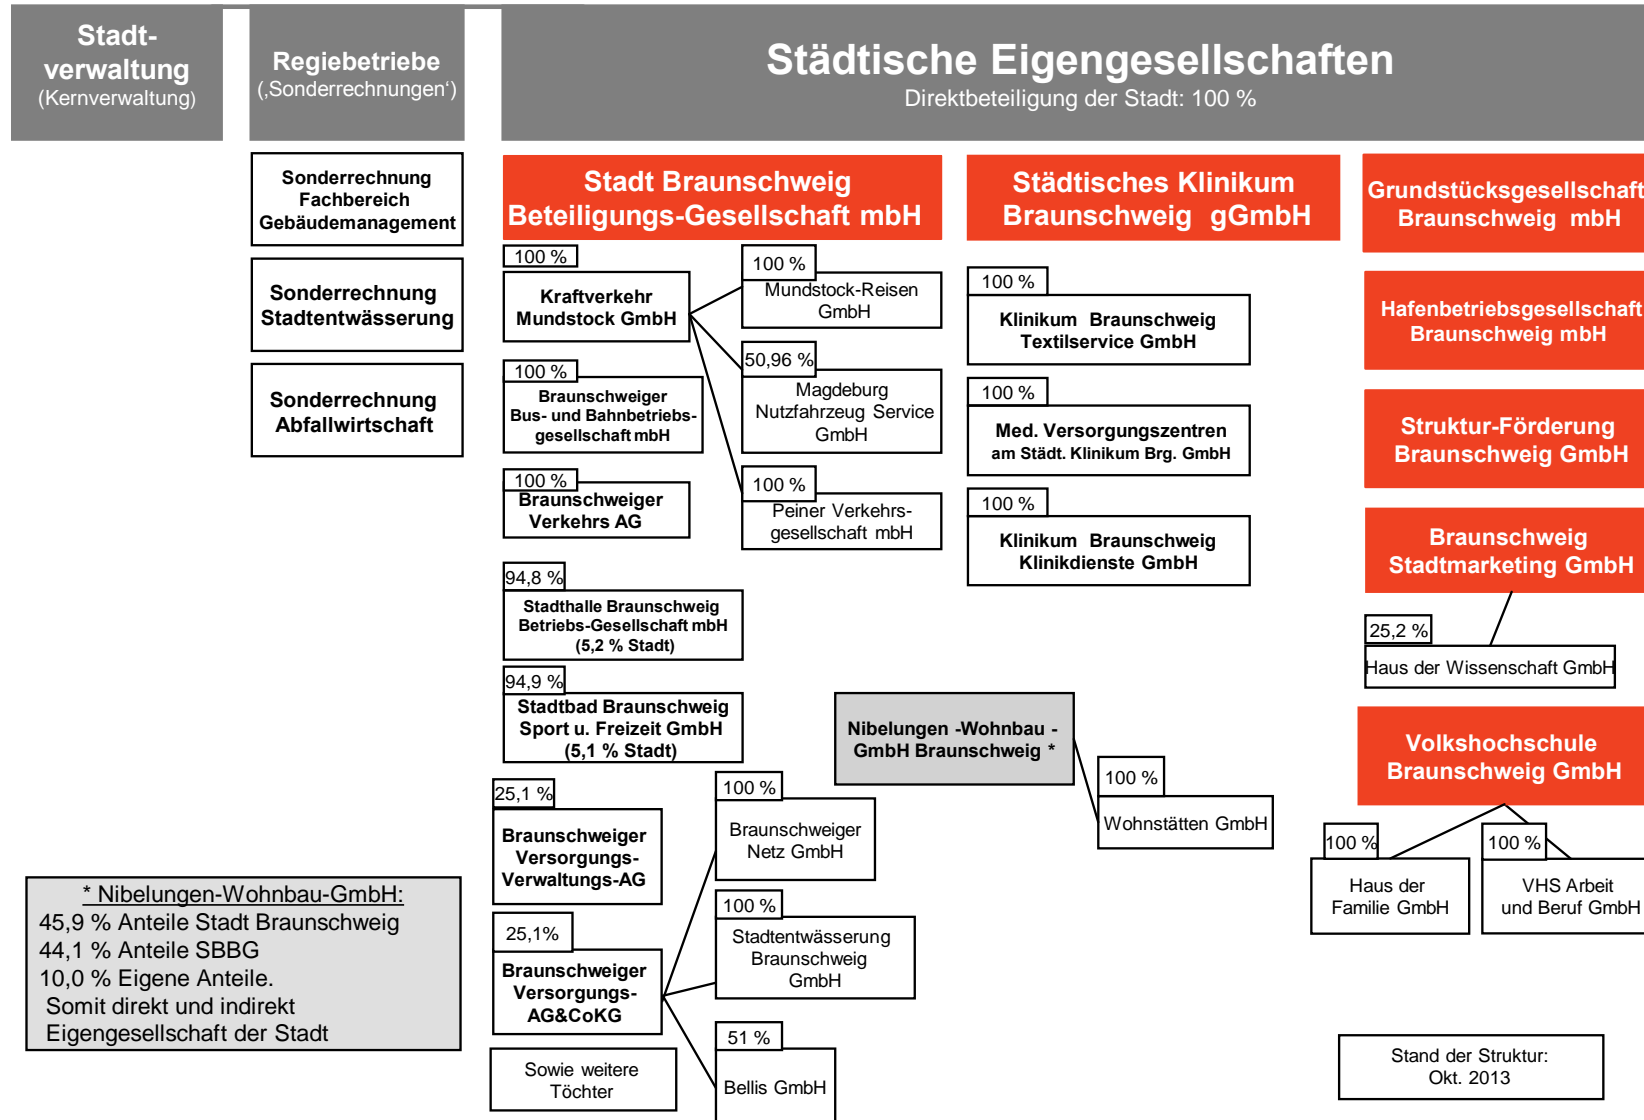 Stadt-
verwaltung
(Kernverwaltung)
Regiebetriebe
(‚Sonderrechnungen‘)
Städtische Eigengesellschaften
Direktbeteiligung der Stadt: 100 %
Sonderrechnung
Fachbereich
Gebäudemanagement
Sonderrechnung
Stadtentwässerung
Sonderrechnung
Abfallwirtschaft
Stadt Braunschweig
Beteiligungs-Gesellschaft mbH
100 %
Kraftverkehr
Mundstock GmbH
100 %
Mundstock-Reisen
GmbH
50,96 %
Magdeburg
Nutzfahrzeug Service
GmbH
100 %
Peiner Verkehrs-
gesellschaft mbH
100 %
Braunschweiger
Bus- und Bahnbetriebs-
gesellschaft mbH
100 %
Braunschweiger
Verkehrs AG
94,8 %
Stadthalle Braunschweig
Betriebs-Gesellschaft mbH
(5,2 % Stadt)
94,9 %
Stadtbad Braunschweig
Sport u. Freizeit GmbH
(5,1 % Stadt)
25,1 %
Braunschweiger
Versorgungs-
Verwaltungs-AG
25,1%
Braunschweiger
Versorgungs-
AG&CoKG
Sowie weitere
Töchter
100 %
Braunschweiger
Netz GmbH
100 %
Stadtentwässerung
Braunschweig
GmbH
51 %
Bellis GmbH
Städtisches Klinikum
Braunschweig gGmbH
100 %
Klinikum Braunschweig
Textilservice GmbH
100 %
Med. Versorgungszentren
am Städt. Klinikum Brg. GmbH
100 %
Klinikum Braunschweig
Klinikdienste GmbH
Nibelungen -Wohnbau -
GmbH Braunschweig *
100 %
Wohnstätten GmbH
Grundstücksgesellschaft
Braunschweig mbH
Hafenbetriebsgesellschaft
Braunschweig mbH
Struktur-Förderung
Braunschweig GmbH
Braunschweig
Stadtmarketing GmbH
25,2 %
Haus der Wissenschaft GmbH
Volkshochschule
Braunschweig GmbH
100 %
Haus der
Familie GmbH
100 %
VHS Arbeit
und Beruf GmbH
* Nibelungen-Wohnbau-GmbH:
45,9 % Anteile Stadt Braunschweig
44,1 % Anteile SBBG
10,0 % Eigene Anteile.
Somit direkt und indirekt
Eigengesellschaft der Stadt
Stand der Struktur:
Okt. 2013